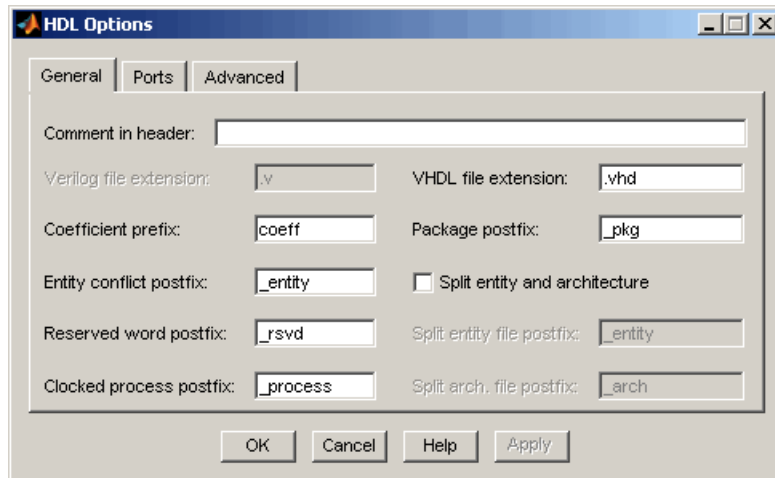 HDL Options
General Ports Advanced
Comment in header:
Verilog file extension: .v VHDL file extension: .vhd
Coefficient prefix: coeff Package postfix: _pkg
Entity conflict postfix: _entity Split entity and architecture
Reserved word postfix: _rsvd Split entity file postfix: _entity
Clocked process postfix: _process Split arch. file postfix: _arch
OK Cancel Help Apply